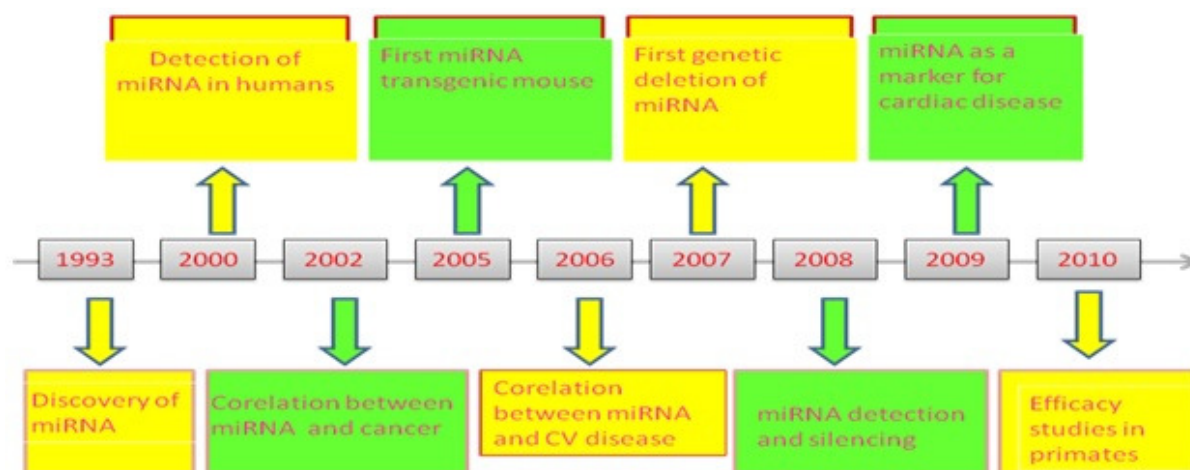 Detection of
miRNA in humans
First miRNA
transgenic mouse
First genetic
deletion of
miRNA
miRNA as a
marker for
cardiac disease
1993
2000
2002
2005
2006
2007
2008
2009
2010
Discovery of
miRNA
Corelation between
miRNA and cancer
Corelation
between miRNA
and CV disease
miRNA detection
and silencing
Efficacy
studies in
primates